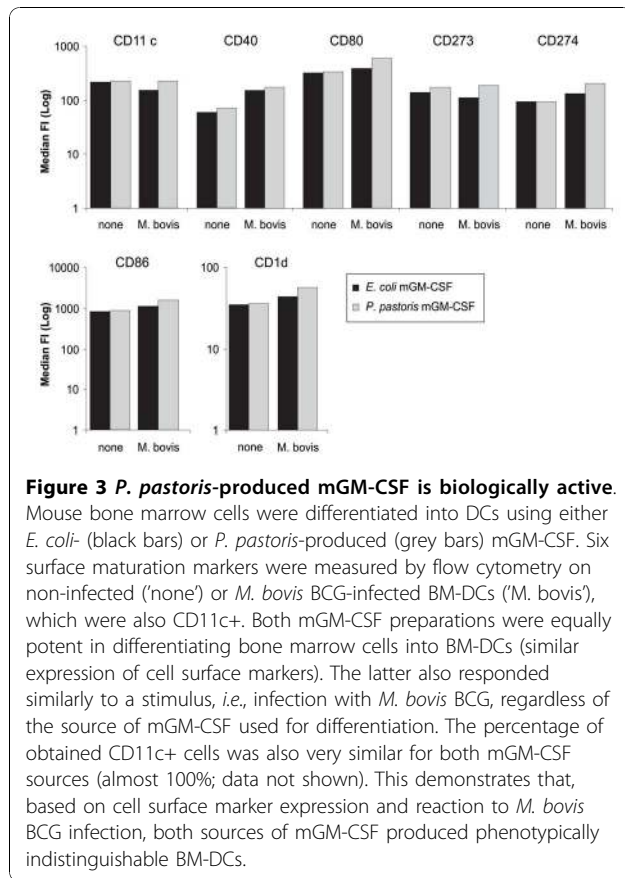 CD11 c CD40 CD80 CD273 CD274
Median FI (Log)
1000
100
10
1
none M. bovis none M. bovis none M. bovis none M. bovis none M. bovis
CD86 CD1d
Median FI (Log)
10000
1000
100
10
1
100
10
1
none M. bovis none M. bovis
E. coli mGM-CSF
P. pastoris mGM-CSF
Figure 3 P. pastoris-produced mGM-CSF is biologically active.
Mouse bone marrow cells were differentiated into DCs using either
E. coli- (black bars) or P. pastoris-produced (grey bars) mGM-CSF. Six
surface maturation markers were measured by flow cytometry on
non-infected ('none') or M. bovis BCG-infected BM-DCs ('M. bovis'),
which were also CD11c+. Both mGM-CSF preparations were equally
potent in differentiating bone marrow cells into BM-DCs (similar
expression of cell surface markers). The latter also responded
similarly to a stimulus, i.e., infection with M. bovis BCG, regardless of
the source of mGM-CSF used for differentiation. The percentage of
obtained CD11c+ cells was also very similar for both mGM-CSF
sources (almost 100%; data not shown). This demonstrates that,
based on cell surface marker expression and reaction to M. bovis
BCG infection, both sources of mGM-CSF produced phenotypically
indistinguishable BM-DCs.